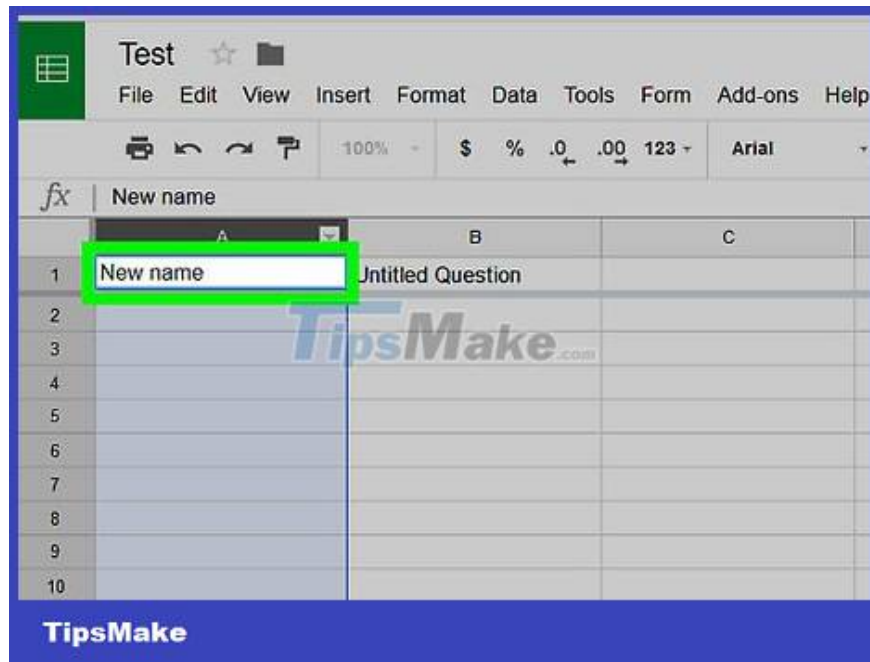 Test
File Edit View Insert Format Data Tools Form Add-ons Help
100% $ % .0 .00 123 Arial
fx New name
A B C
1 New name Untitled Question
2
TipsMake.com
3
4
5
6
7
8
9
10
TipsMake